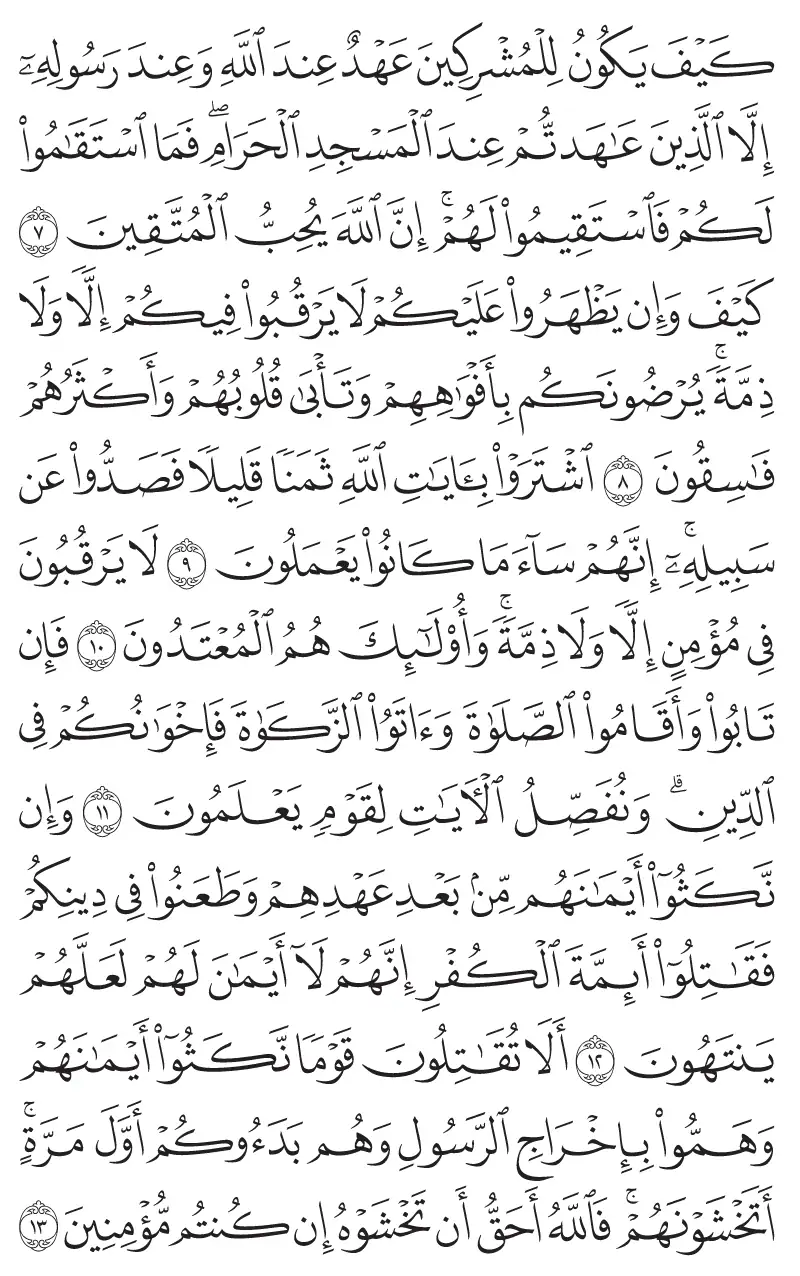 كَيْفَ يَكُونُ لِلْمُشْرِكِينَ عَهْدٌ عِندَ ٱللَّهِ وَعِندَ رَسُولِهِۦٓ
إِلَّا ٱلَّذِينَ عَٰهَدتُّمْ عِندَ ٱلْمَسْجِدِ ٱلْحَرَامِ ۖ فَمَا ٱسْتَقَٰمُوا۟
لَكُمْ فَٱسْتَقِيمُوا۟ لَهُمْ ۚ إِنَّ ٱللَّهَ يُحِبُّ ٱلْمُتَّقِينَ ٧
كَيْفَ وَإِن يَظْهَرُوا۟ عَلَيْكُمْ لَا يَرْقُبُوا۟ فِيكُمْ إِلًّا وَلَا
ذِمَّةً ۚ يُرْضُونَكُم بِأَفْوَٰهِهِمْ وَتَأْبَىٰ قُلُوبُهُمْ وَأَكْثَرُهُمْ
فَٰسِقُونَ ٨ ٱشْتَرَوْا۟ بِـَٔايَٰتِ ٱللَّهِ ثَمَنًا قَلِيلًا فَصَدُّوا۟ عَن
سَبِيلِهِۦٓ ۚ إِنَّهُمْ سَآءَ مَا كَانُوا۟ يَعْمَلُونَ ٩ لَا يَرْقُبُونَ
فِى مُؤْمِنٍ إِلًّا وَلَا ذِمَّةً ۚ وَأُو۟لَٰٓئِكَ هُمُ ٱلْمُعْتَدُونَ ١٠ فَإِن
تَابُوا۟ وَأَقَامُوا۟ ٱلصَّلَوٰةَ وَءَاتَوُا۟ ٱلزَّكَوٰةَ فَإِخْوَٰنُكُمْ فِى
ٱلدِّينِ ۗ وَنُفَصِّلُ ٱلْـَٔايَٰتِ لِقَوْمٍ يَعْلَمُونَ ١١ وَإِن
نَّكَثُوٓا۟ أَيْمَٰنَهُم مِّنۢ بَعْدِ عَهْدِهِمْ وَطَعَنُوا۟ فِى دِينِكُمْ
فَقَٰتِلُوٓا۟ أَئِمَّةَ ٱلْكُفْرِ إِنَّهُمْ لَآ أَيْمَٰنَ لَهُمْ لَعَلَّهُمْ
يَنتَهُونَ ١٢ أَلَا تُقَٰتِلُونَ قَوْمًا نَّكَثُوٓا۟ أَيْمَٰنَهُمْ
وَهَمُّوا۟ بِإِخْرَاجِ ٱلرَّسُولِ وَهُم بَدَءُوكُمْ أَوَّلَ مَرَّةٍ ۚ
أَتَخْشَوْنَهُمْ ۚ فَٱللَّهُ أَحَقُّ أَن تَخْشَوْهُ إِن كُنتُم مُّؤْمِنِينَ ١٣